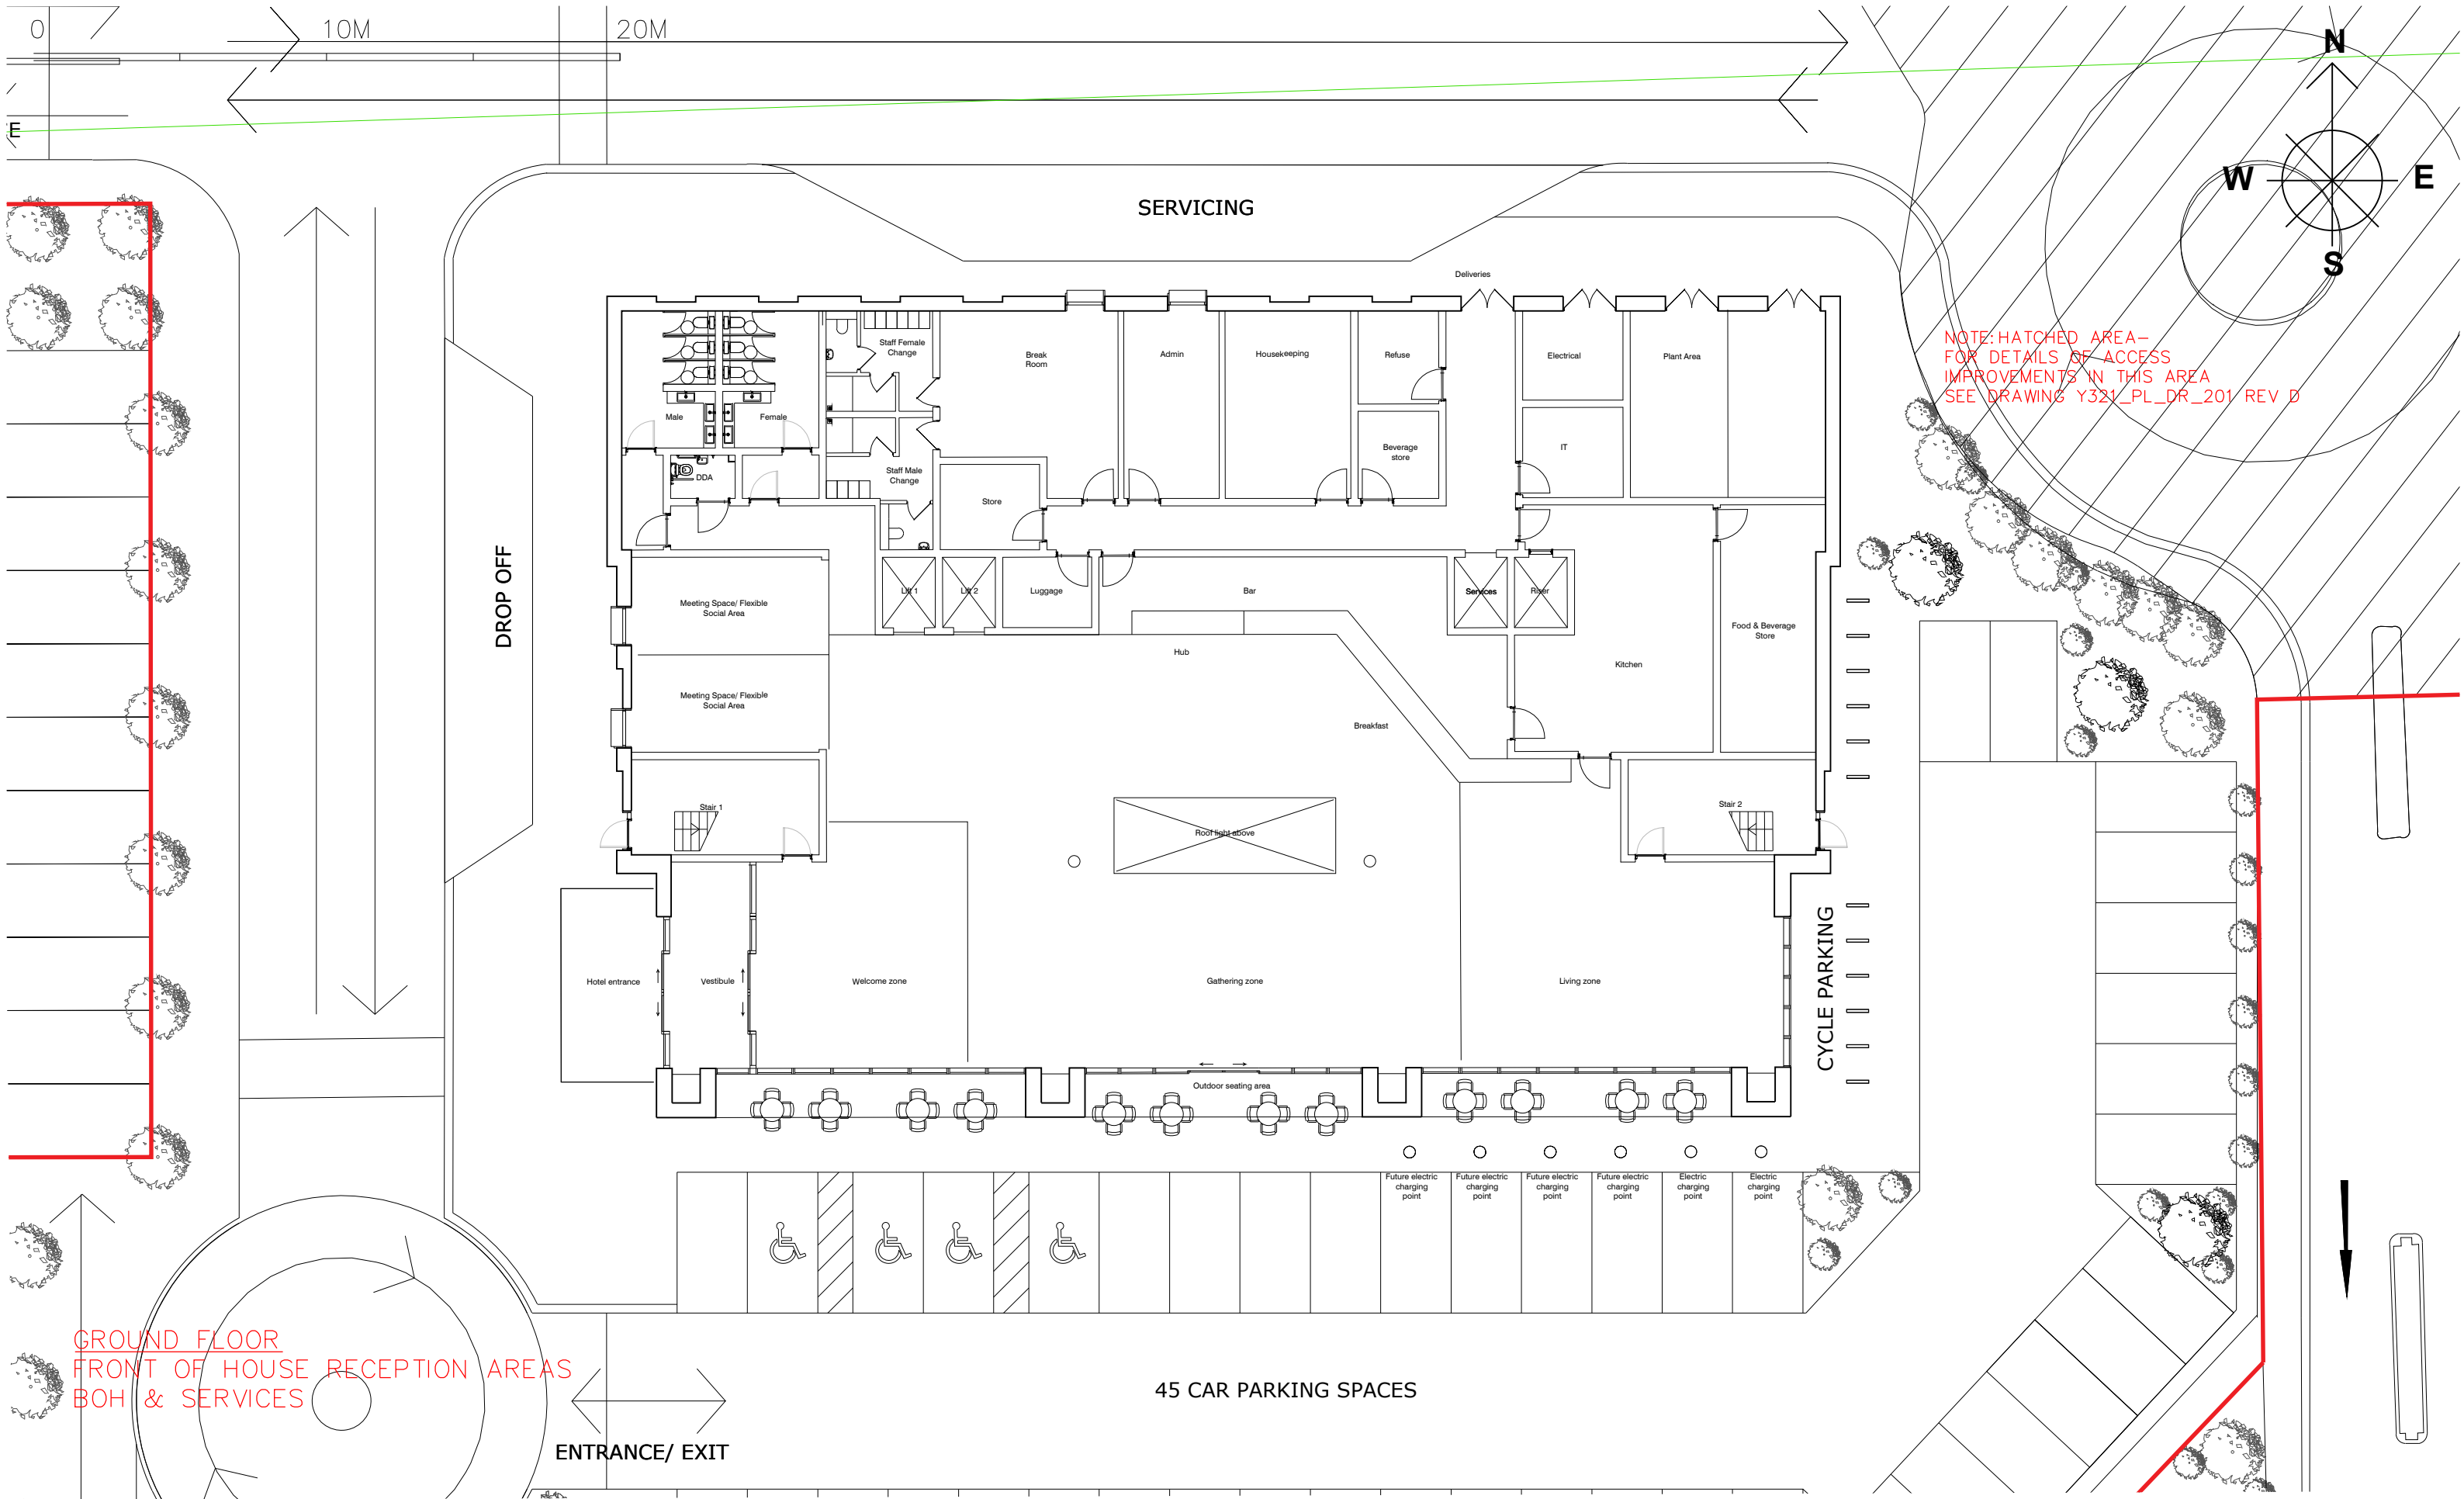 0
10M
20M
E
N
W
E
S
SERVICING
Deliveries
NOTE: HATCHED AREA-
FOR DETAILS OF ACCESS
IMPROVEMENTS IN THIS AREA
SEE DRAWING Y321_PL_DR_201 REV D
Staff Female
Change
Break
Room
Admin
Housekeeping
Refuse
Electrical
Plant Area
Male
Female
Beverage
store
IT
Staff Male
Change
DDA
Store
DROP OFF
Meeting Space/ Flexible
Social Area
Lift 1
Lift 2
Luggage
Bar
Services
Riser
Hub
Food & Beverage
Store
Kitchen
Meeting Space/ Flexible
Social Area
Breakfast
Stair 1
Roof light above
Stair 2
CYCLE PARKING
Hotel entrance
Vestibule
Welcome zone
Gathering zone
Living zone
Outdoor seating area
Future electric
charging
point
Future electric
charging
point
Future electric
charging
point
Future electric
charging
point
Electric
charging
point
Electric
charging
point
GROUND FLOOR
FRONT OF HOUSE RECEPTION AREAS
BOH & SERVICES
45 CAR PARKING SPACES
ENTRANCE/ EXIT